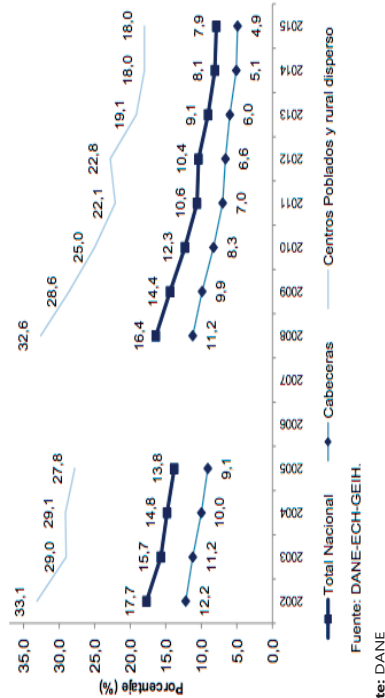 Porcentaje (%)
35,0
30,0
25,0
20,0
15,0
10,0
5,0
0,0
33,1 29,0 29,1 27,8 32,6 28,6 25,0 22,1 22,8 19,1 18,0 18,0
17,7 15,7 14,8 13,8 16,4 14,4 12,3 10,6 10,4 9,1 8,1 7,9
12,2 11,2 10,0 9,1 11,2 9,9 8,3 7,0 6,6 6,0 5,1 4,9
2002 2003 2004 2005 2006 2007 2008 2009 2010 2011 2012 2013 2014 2015
Total Nacional Cabeceras Centros Poblados y rural disperso
Fuente: DANE-ECH-GEIH.
te: DANE